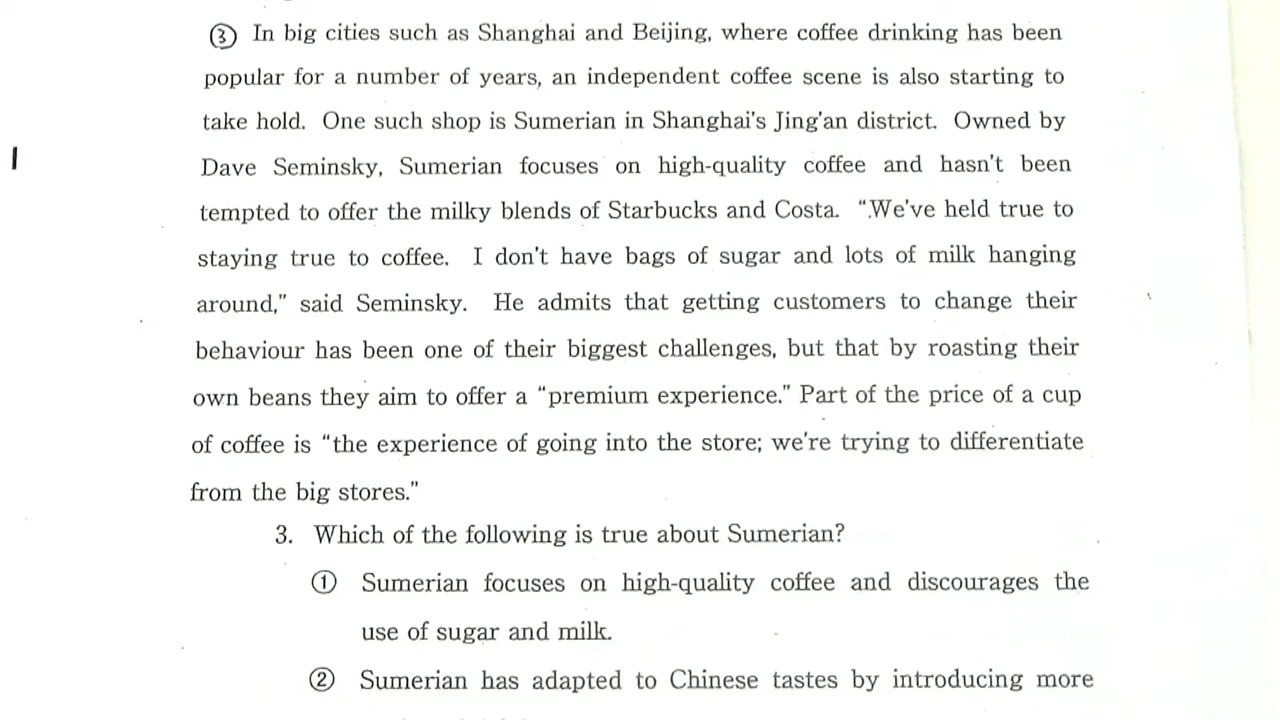 ③ In big cities such as Shanghai and Beijing, where coffee drinking has been
popular for a number of years, an independent coffee scene is also starting to
take hold. One such shop is Sumerian in Shanghai's Jing'an district. Owned by
Dave Seminsky, Sumerian focuses on high-quality coffee and hasn't been
tempted to offer the milky blends of Starbucks and Costa. "We've held true to
staying true to coffee. I don't have bags of sugar and lots of milk hanging
around," said Seminsky. He admits that getting customers to change their
behaviour has been one of their biggest challenges, but that by roasting their
own beans they aim to offer a "premium experience." Part of the price of a cup
of coffee is "the experience of going into the store; we're trying to differentiate
from the big stores."
3. Which of the following is true about Sumerian?
① Sumerian focuses on high-quality coffee and discourages the
use of sugar and milk.
② Sumerian has adapted to Chinese tastes by introducing more